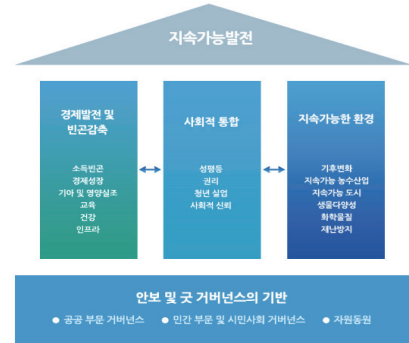 지속가능발전
경제발전 및
빈곤감축
소득빈곤
경제성장
기아 및 영양실조
교육
건강
인프라
사회적 통합
성평등
권리
청년 실업
사회적 신뢰
지속가능한 환경
기후변화
지속가능 농수산업
지속가능 도시
생물다양성
화학물질
재난방지
안보 및 굿 거버넌스의 기반
● 공공 부문 거버넌스 ● 민간 부문 및 시민사회 거버넌스 ● 자원동원